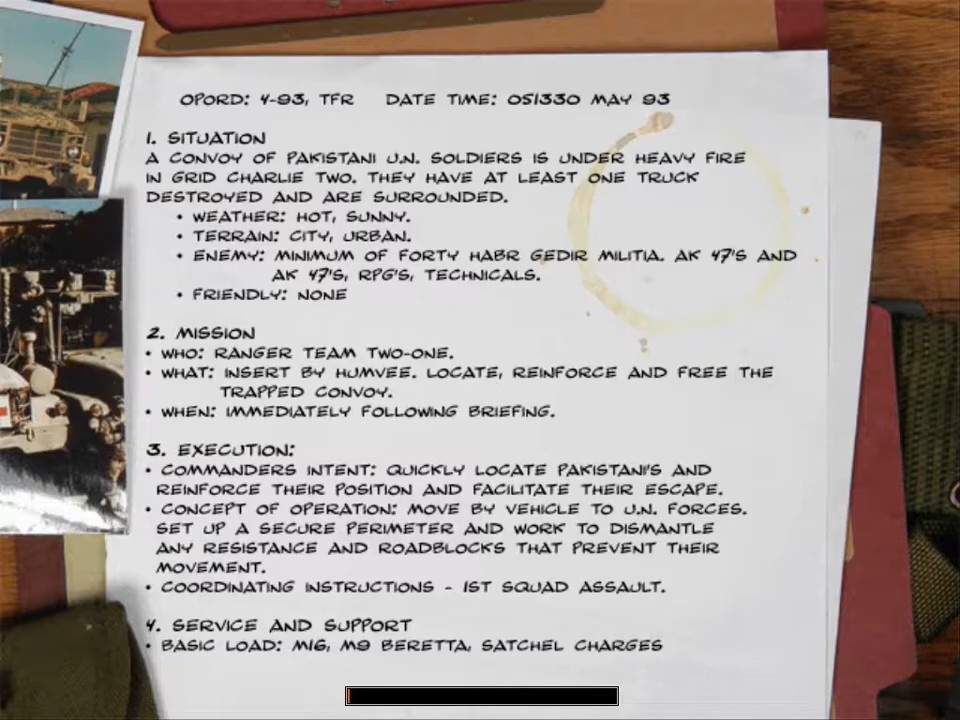 OPORD: 4-93, TFR DATE TIME: 051330 MAY 93
1. SITUATION
A CONVOY OF PAKISTANI U.N. SOLDIERS IS UNDER HEAVY FIRE
IN GRID CHARLIE TWO. THEY HAVE AT LEAST ONE TRUCK
DESTROYED AND ARE SURROUNDED.
• WEATHER: HOT, SUNNY.
• TERRAIN: CITY, URBAN.
• ENEMY: MINIMUM OF FORTY HABR GEDIR MILITIA. AK 47'S AND
AK 47'S, RPG'S, TECHNICALS.
• FRIENDLY: NONE
2. MISSION
• WHO: RANGER TEAM TWO-ONE.
• WHAT: INSERT BY HUMVEE. LOCATE, REINFORCE AND FREE THE
TRAPPED CONVOY.
• WHEN: IMMEDIATELY FOLLOWING BRIEFING.
3. EXECUTION:
• COMMANDERS INTENT: QUICKLY LOCATE PAKISTANI'S AND
REINFORCE THEIR POSITION AND FACILITATE THEIR ESCAPE.
• CONCEPT OF OPERATION: MOVE BY VEHICLE TO U.N. FORCES.
SET UP A SECURE PERIMETER AND WORK TO DISMANTLE
ANY RESISTANCE AND ROADBLOCKS THAT PREVENT THEIR
MOVEMENT.
• COORDINATING INSTRUCTIONS - 1ST SQUAD ASSAULT.
4. SERVICE AND SUPPORT
• BASIC LOAD: M16, M9 BERETTA, SATCHEL CHARGES